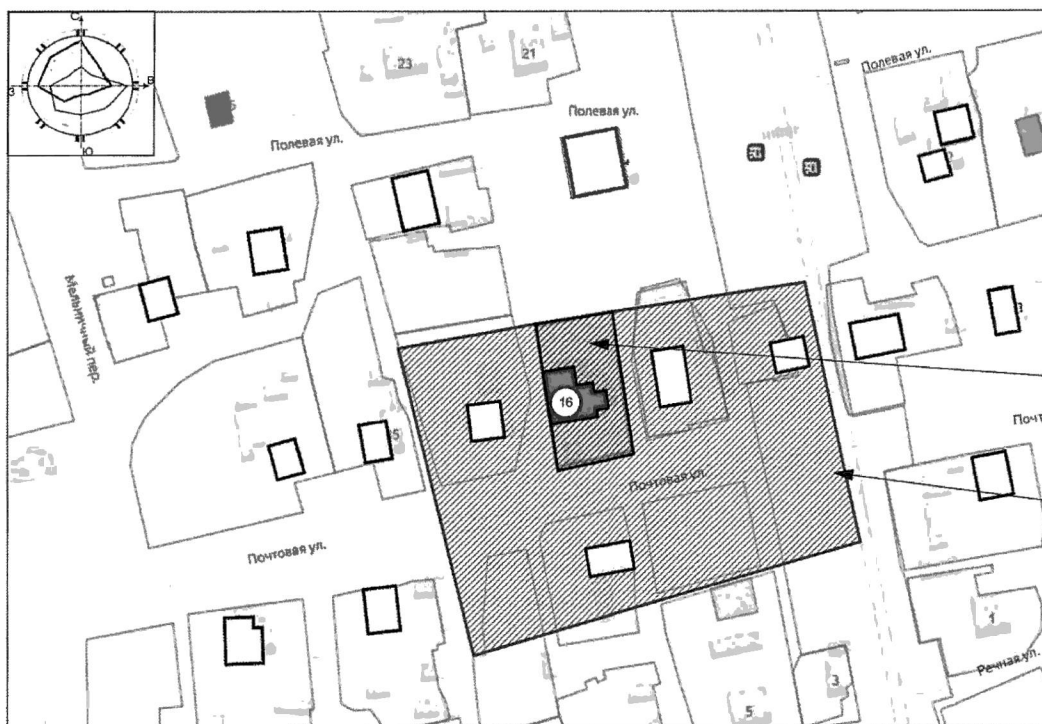 С
В
З
Ю
23
21
Полевая ул.
Полевая ул.
Полевая ул.
Мельничный пер.
16
5
Почт
Почтовая ул.
Почтовая ул.
1
Речная ул.
3
5